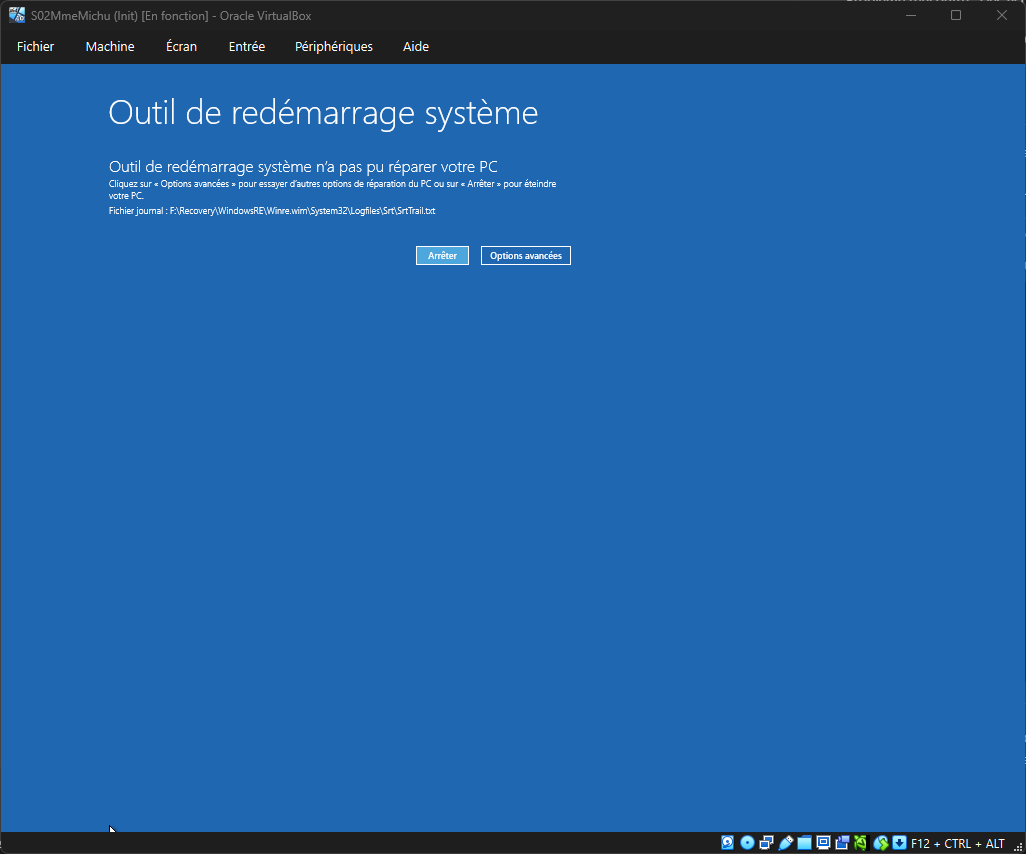 S02MmeMichu (Init) [En fonction] - Oracle VirtualBox
Fichier Machine Écran Entrée Périphériques Aide
Outil de redémarrage système
Outil de redémarrage système n'a pas pu réparer votre PC
Cliquez sur « Options avancées » pour essayer d'autres options de réparation du PC ou sur « Arrêter » pour éteindre
votre PC.
Fichier journal : F:\Recovery\WindowsRE\Winre.wim\System32\Logfiles\Srt\SrtTrail.txt
Arrêter Options avancées
F12 + CTRL + ALT